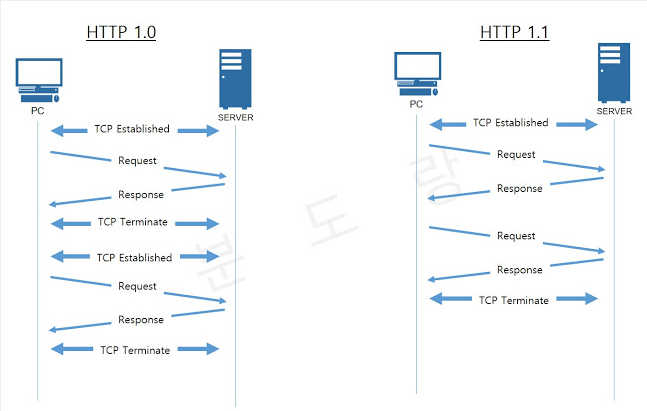 HTTP 1.0
PC
SERVER
TCP Established
Request
Response
TCP Terminate
TCP Established
Request
Response
TCP Terminate
HTTP 1.1
PC
SERVER
TCP Established
Request
Response
Request
Response
TCP Terminate
분도랑